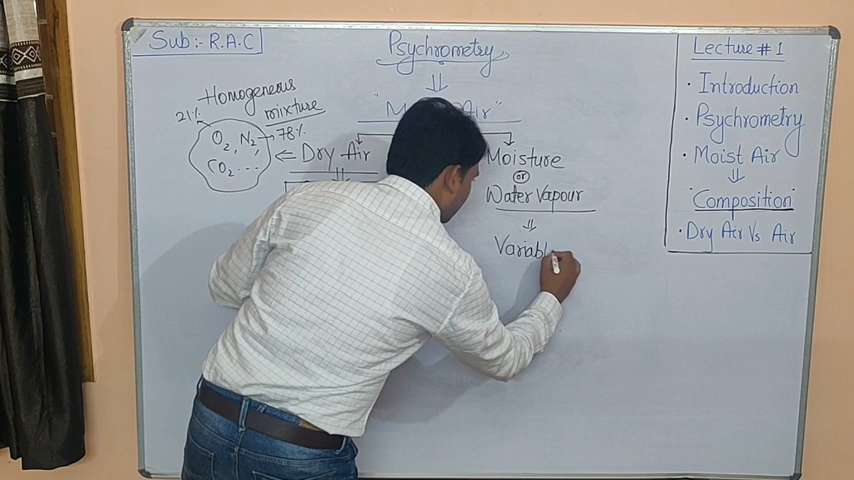 Sub:- R.A.C
Psychrometry
⇓
Air"
Homogeneous
mixture
21%
O2, N2 → 78%
CO2 ....
⇐ Dry Air
Moisture
or
Water Vapour
⇓
Variabl
Lecture # 1
• Introduction
• Psychrometry
• Moist Air
⇓
"Composition"
• Dry Air Vs Air